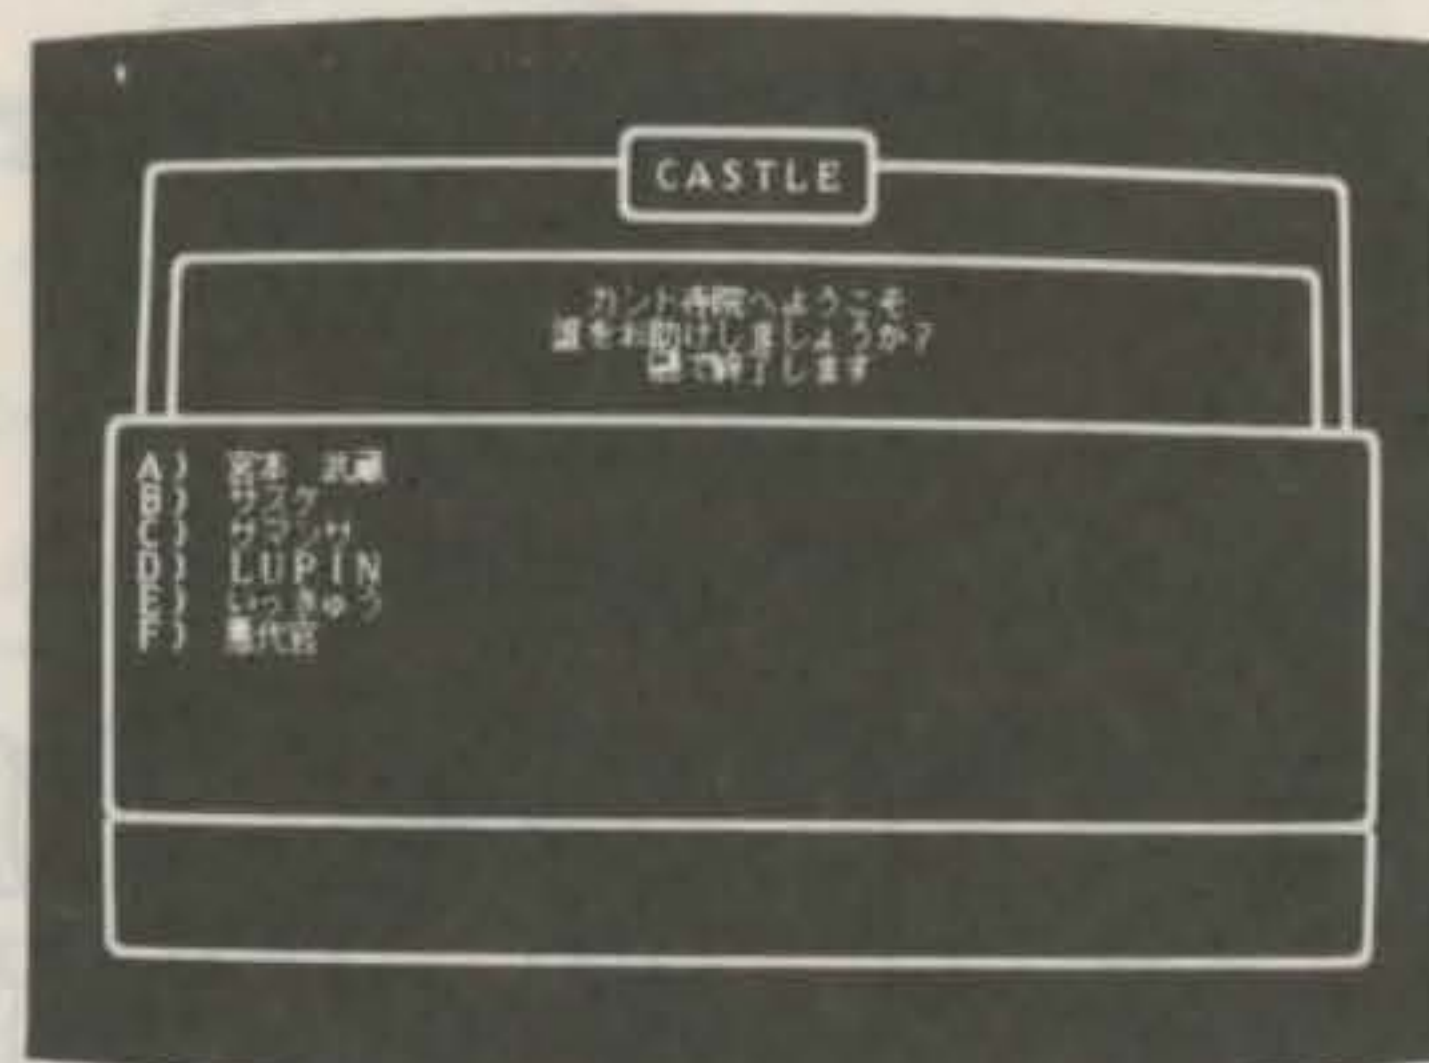 CASTLE
カント寺院へようこそ
誰をお助けしましょうか?
で終了します
A) 宮本 武蔵
B) サスケ
C) サマンサ
D) LUPIN
E) いっきゅう
F) 悪代官